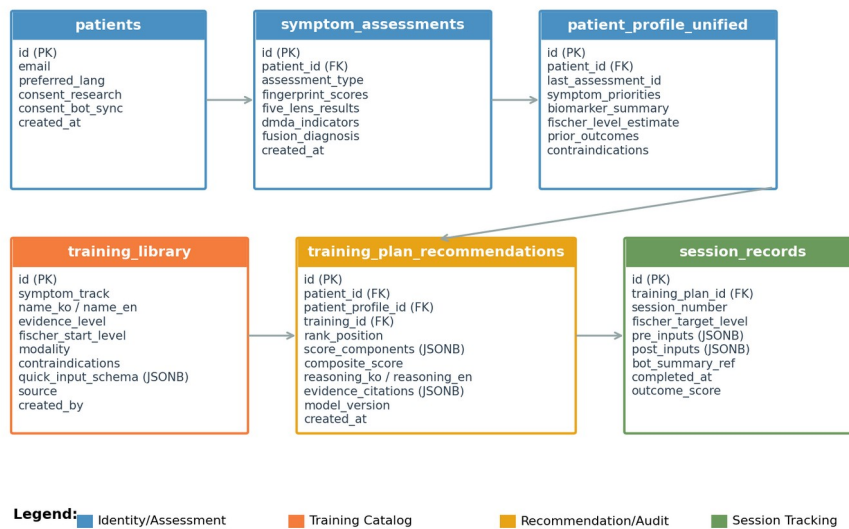 patients
id (PK)
email
preferred_lang
consent_research
consent_bot_sync
created_at
symptom_assessments
id (PK)
patient_id (FK)
assessment_type
fingerprint_scores
five_lens_results
dmda_indicators
fusion_diagnosis
created_at
patient_profile_unified
id (PK)
patient_id (FK)
last_assessment_id
symptom_priorities
biomarker_summary
fischer_level_estimate
prior_outcomes
contraindications
training_library
id (PK)
symptom_track
name_ko / name_en
evidence_level
fischer_start_level
modality
contraindications
quick_input_schema (JSONB)
source
created_by
training_plan_recommendations
id (PK)
patient_id (FK)
patient_profile_id (FK)
training_id (FK)
rank_position
score_components (JSONB)
composite_score
reasoning_ko / reasoning_en
evidence_citations (JSONB)
model_version
created_at
session_records
id (PK)
training_plan_id (FK)
session_number
fischer_target_level
pre_inputs (JSONB)
post_inputs (JSONB)
bot_summary_ref
completed_at
outcome_score
Legend:
Identity/Assessment
Training Catalog
Recommendation/Audit
Session Tracking